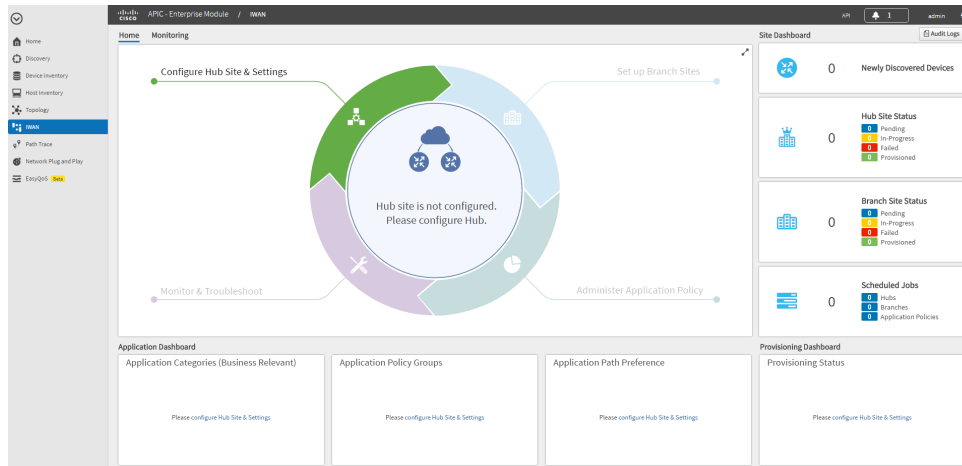 CISCO APIC - Enterprise Module / IWAN
API 1 admin
Home
Discovery
Device Inventory
Host Inventory
Topology
IWAN
Path Trace
Network Plug and Play
EasyQoS Beta
Home Monitoring
Configure Hub Site & Settings
Set up Branch Sites
Hub site is not configured.
Please configure Hub.
Monitor & Troubleshoot
Administer Application Policy
Site Dashboard
Audit Logs
0 Newly Discovered Devices
0
Hub Site Status
0 Pending
0 In-Progress
0 Failed
0 Provisioned
0
Branch Site Status
0 Pending
0 In-Progress
0 Failed
0 Provisioned
0
Scheduled Jobs
0 Hubs
0 Branches
0 Application Policies
Application Dashboard
Application Categories (Business Relevant)
Please configure Hub Site & Settings
Application Policy Groups
Please configure Hub Site & Settings
Application Path Preference
Please configure Hub Site & Settings
Provisioning Dashboard
Provisioning Status
Please configure Hub Site & Settings